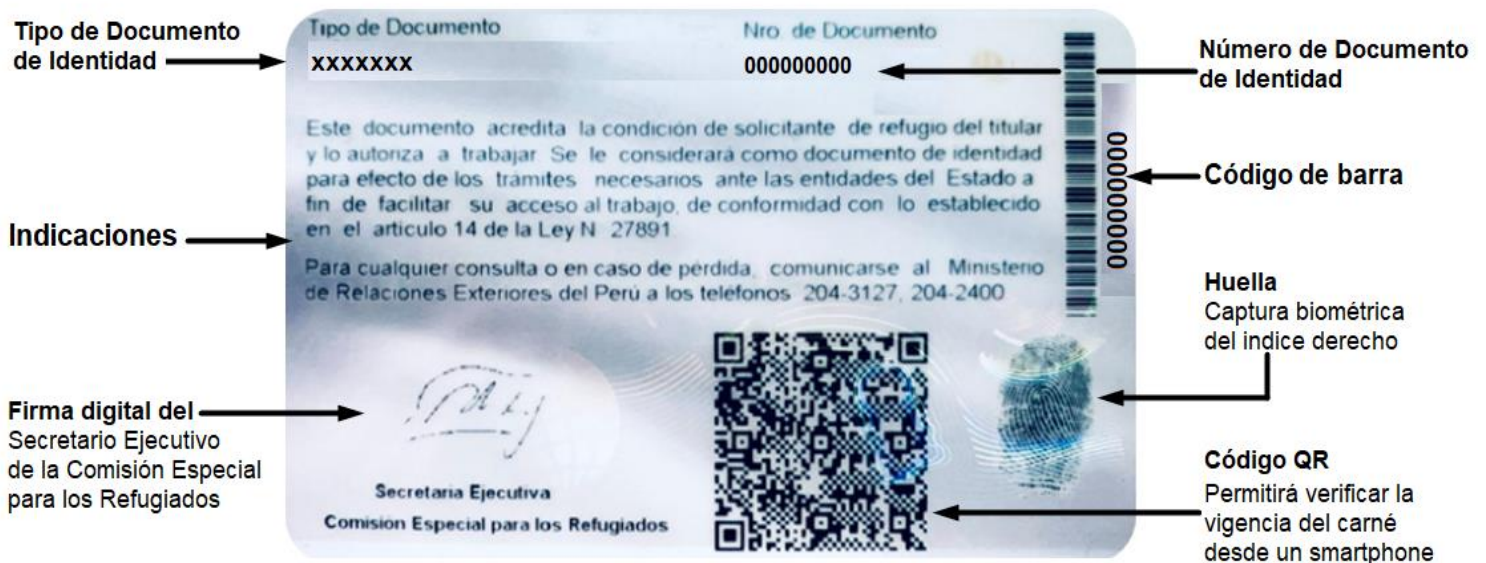 Tipo de Documento
de Identidad
Tipo de Documento
XXXXXXX
Nro. de Documento
000000000
Número de Documento
de Identidad
Este documento acredita la condición de solicitante de refugio del titular
y lo autoriza a trabajar Se le considerará como documento de identidad
para efecto de los trámites necesarios ante las entidades del Estado a
fin de facilitar su acceso al trabajo, de conformidad con lo establecido
en el articulo 14 de la Ley N 27891
Para cualquier consulta o en caso de pérdida, comunicarse al Ministerio
de Relaciones Exteriores del Perú a los teléfonos 204-3127, 204-2400
Indicaciones
000000000
Código de barra
Huella
Captura biométrica
del indice derecho
Firma digital del
Secretario Ejecutivo
de la Comisión Especial
para los Refugiados
Secretaria Ejecutiva
Comisión Especial para los Refugiados
Código QR
Permitirá verificar la
vigencia del carné
desde un smartphone